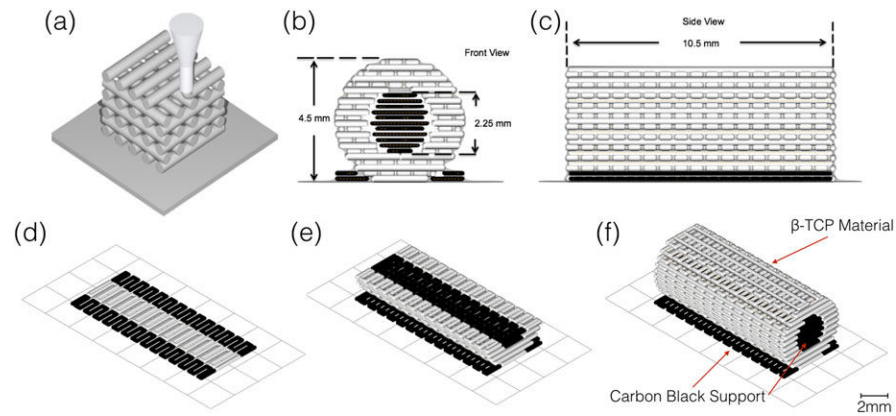 (a)
(b)
(c)
Front View
4.5 mm
2.25 mm
Side View
10.5 mm
(d)
(e)
(f)
β-TCP Material
Carbon Black Support
2mm